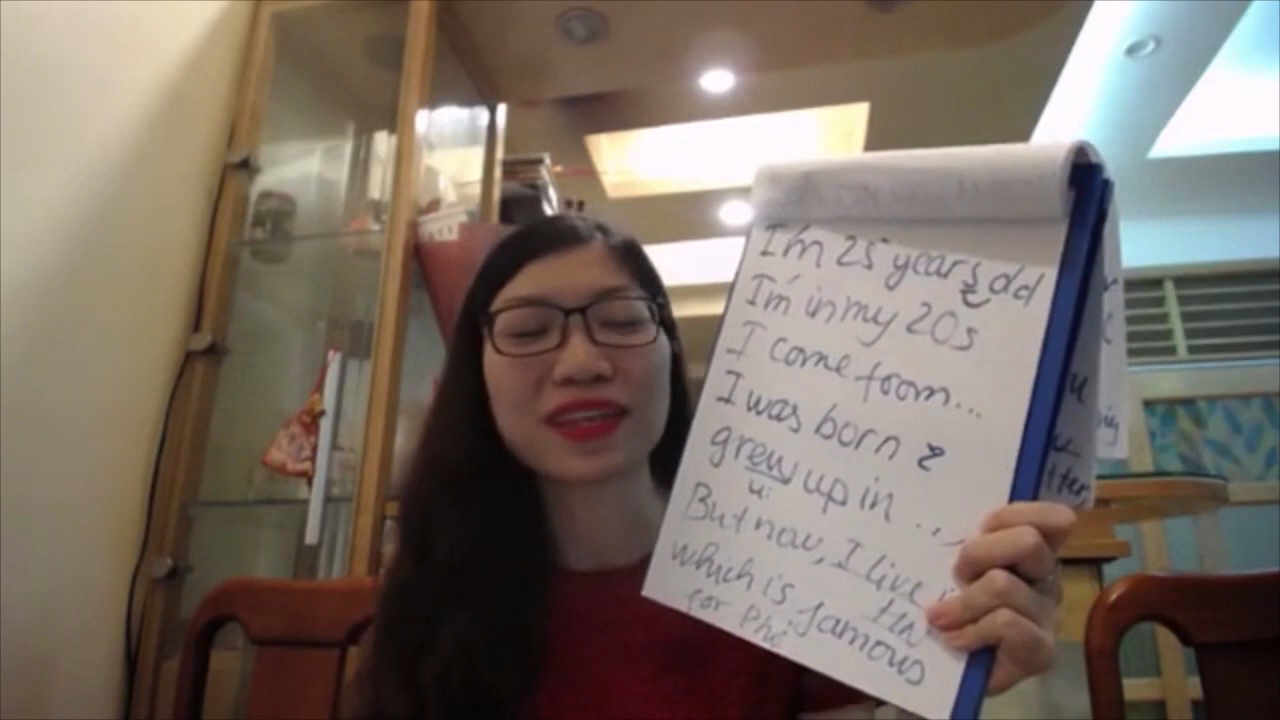 I'm 25 years old
I'm in my 20s
I come from...
I was born &
grew up in ...
u:
But now, I live
HN
which is famous
for Phở
tter